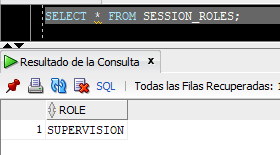 SELECT * FROM SESSION_ROLES;
Resultado de la Consulta
SQL | Todas las Filas Recuperadas:
ROLE
1 SUPERVISION